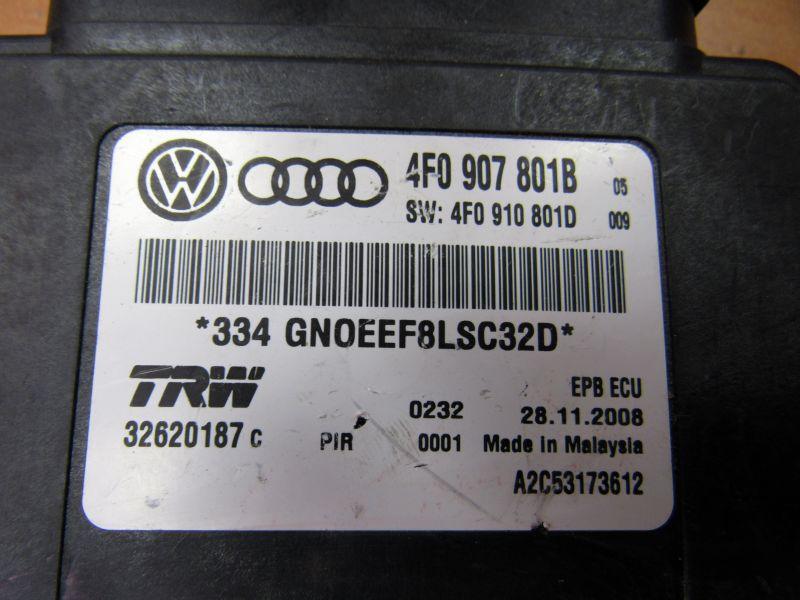 4F0 907 801B 05
SW: 4F0 910 801D 009
*334 GN0EEF8LSC32D*
TRW
EPB ECU
0232 28.11.2008
32620187 C PIR 0001 Made in Malaysia
A2C53173612